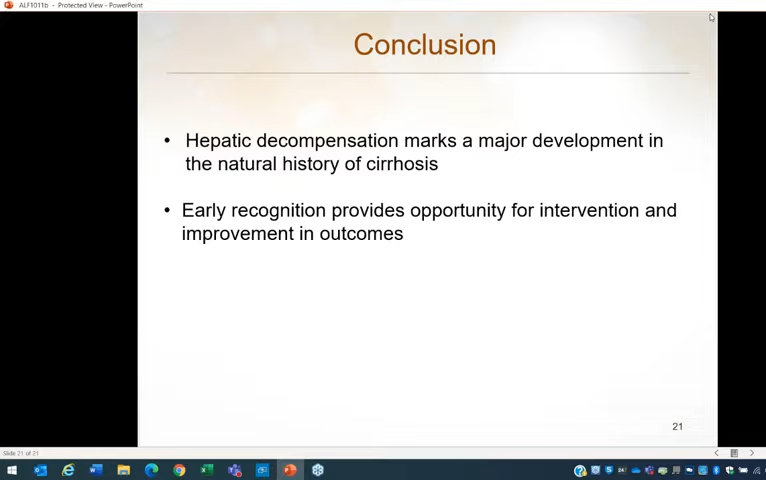 ALF1011b - Protected View - PowerPoint
Conclusion
• Hepatic decompensation marks a major development in
the natural history of cirrhosis
• Early recognition provides opportunity for intervention and
improvement in outcomes
21
Slide 21 of 21